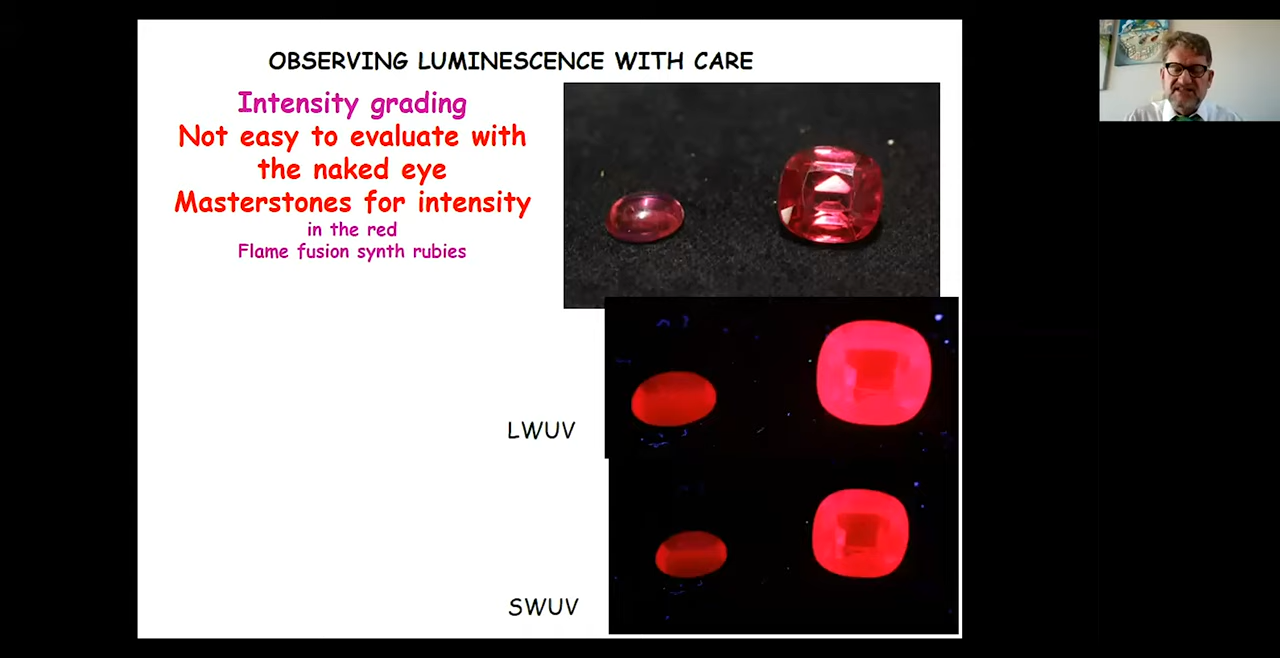 OBSERVING LUMINESCENCE WITH CARE
Intensity grading
Not easy to evaluate with
the naked eye
Masterstones for intensity
in the red
Flame fusion synth rubies
LWUV
SWUV